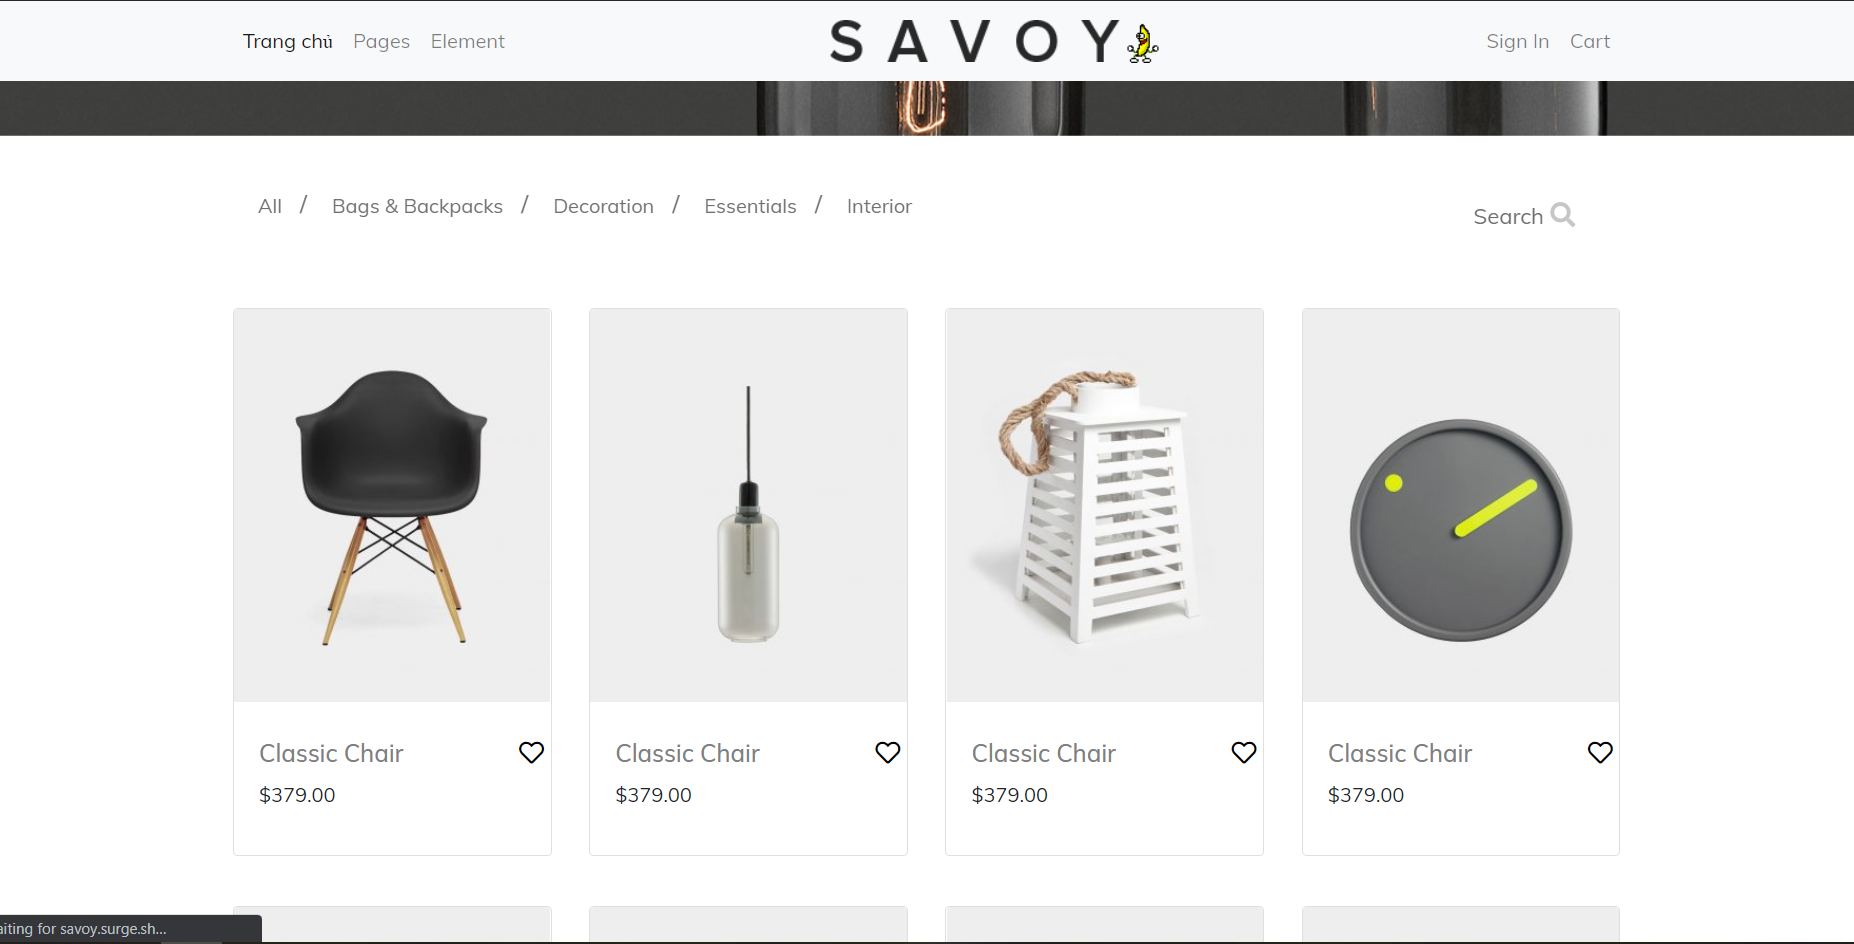 Trang chủ Pages Element SAVOY Sign In Cart
All / Bags & Backpacks / Decoration / Essentials / Interior
Search
Classic Chair Classic Chair Classic Chair Classic Chair
$379.00 $379.00 $379.00 $379.00
aiting for savoy.surge.sh...